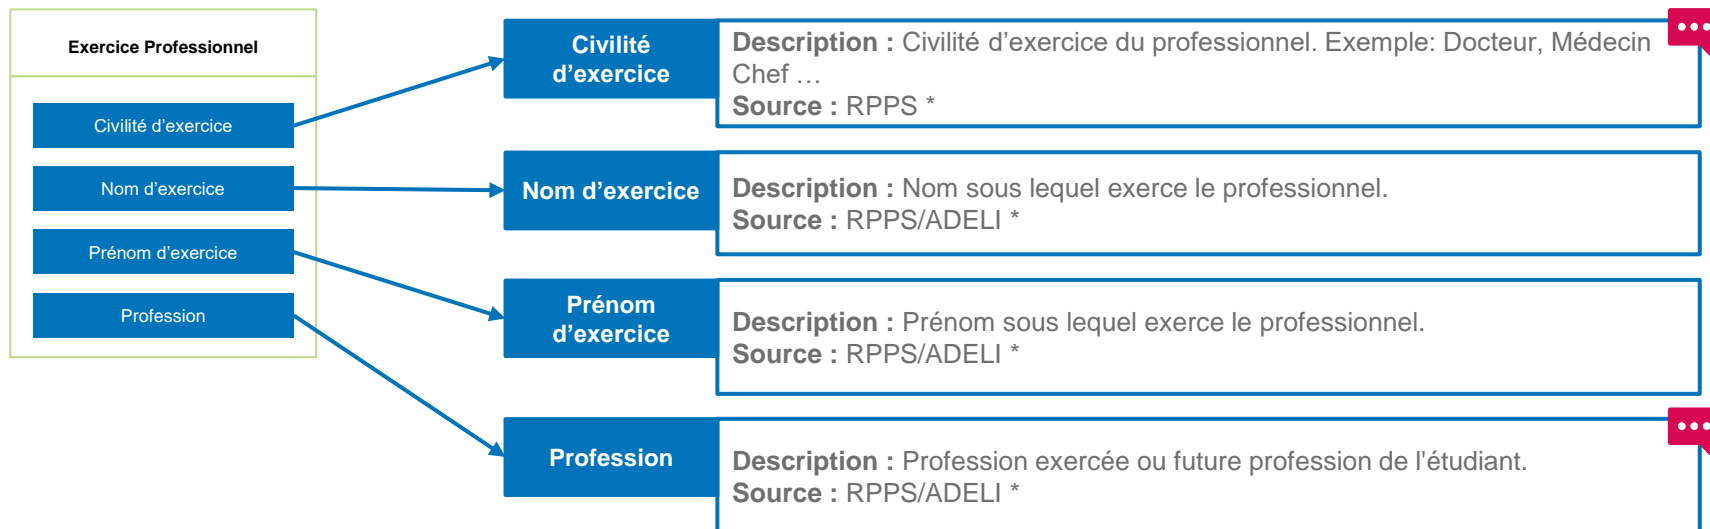 Exercice Professionnel
Civilité d’exercice
Nom d’exercice
Prénom d’exercice
Profession
Civilité
d’exercice
Description : Civilité d’exercice du professionnel. Exemple: Docteur, Médecin
Chef …
Source : RPPS *
Nom d’exercice
Description : Nom sous lequel exerce le professionnel.
Source : RPPS/ADELI *
Prénom
d’exercice
Description : Prénom sous lequel exerce le professionnel.
Source : RPPS/ADELI *
Profession
Description : Profession exercée ou future profession de l'étudiant.
Source : RPPS/ADELI *